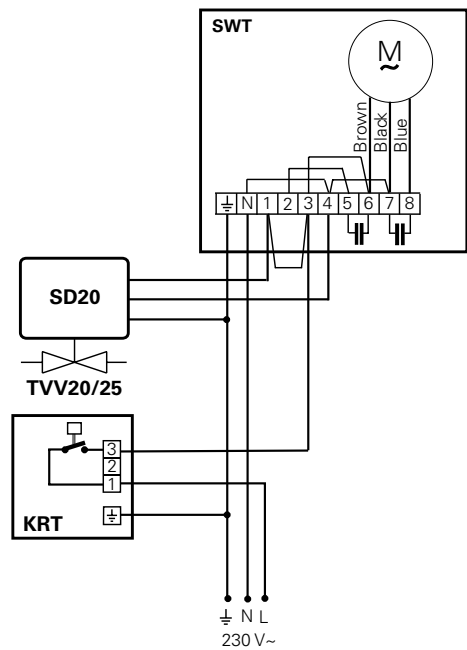 SWT
M
~
Brown
Black
Blue
N 1 2 3 4 5 6 7 8
SD20
TVV20/25
3
2
1
KRT
N L
230 V~